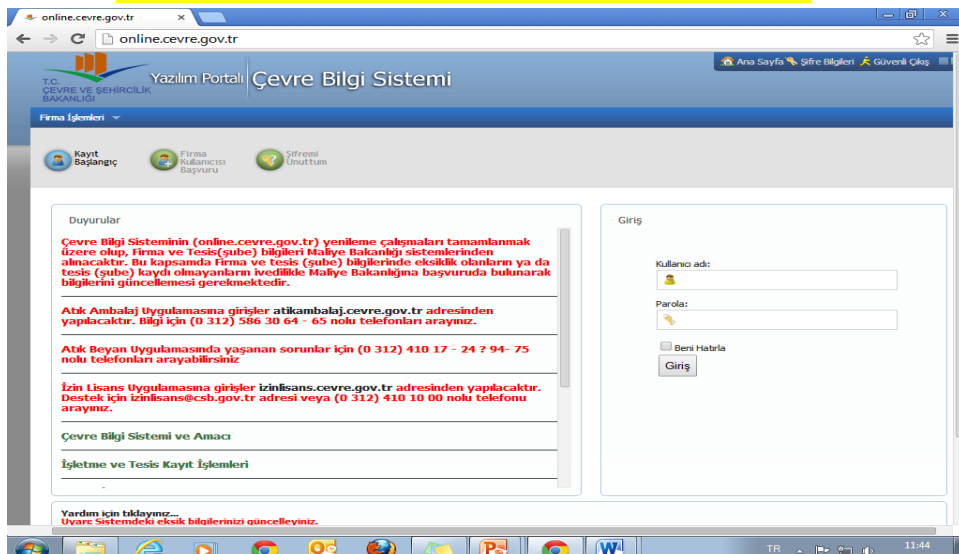 online.cevre.gov.tr
online.cevre.gov.tr
T.C.
ÇEVRE VE ŞEHİRCİLİK
BAKANLIĞI
Yazılım Portalı Çevre Bilgi Sistemi
Ana Sayfa Şifre Bilgileri Güvenli Çıkış
Firma İşlemleri
Kayıt
Başlangıç
Firma
Kullanıcısı
Başvuru
Şifremi
Unuttum
Duyurular
Çevre Bilgi Sisteminin (online.cevre.gov.tr) yenileme çalışmaları tamamlanmak
üzere olup, Firma ve Tesis(şube) bilgileri Maliye Bakanlığı sistemlerinden
alınacaktır. Bu kapsamda Firma ve tesis (şube) bilgilerinde eksiklik olanların ya da
tesis (şube) kaydı olmayanların ivedilikle Maliye Bakanlığına başvuruda bulunarak
bilgilerini güncellemesi gerekmektedir.
Atık Ambalaj Uygulamasına girişler atikambalaj.cevre.gov.tr adresinden
yapılacaktır. Bilgi için (0 312) 586 30 64 - 65 nolu telefonları arayınız.
Atık Beyan Uygulamasında yaşanan sorunlar için (0 312) 410 17 - 24 ? 94- 75
nolu telefonları arayabilirsiniz
İzin Lisans Uygulamasına girişler izinlisans.cevre.gov.tr adresinden yapılacaktır.
Destek için izinlisans@csb.gov.tr adresi veya (0 312) 410 10 00 nolu telefonu
arayınız.
Çevre Bilgi Sistemi ve Amacı
İşletme ve Tesis Kayıt İşlemleri
Giriş
Kullanıcı adı:
Parola:
Beni Hatırla
Giriş
Yardım için tıklayınız...
Uyarı: Sistemdeki eksik bilgilerinizi güncelleyiniz.
TR
11:44